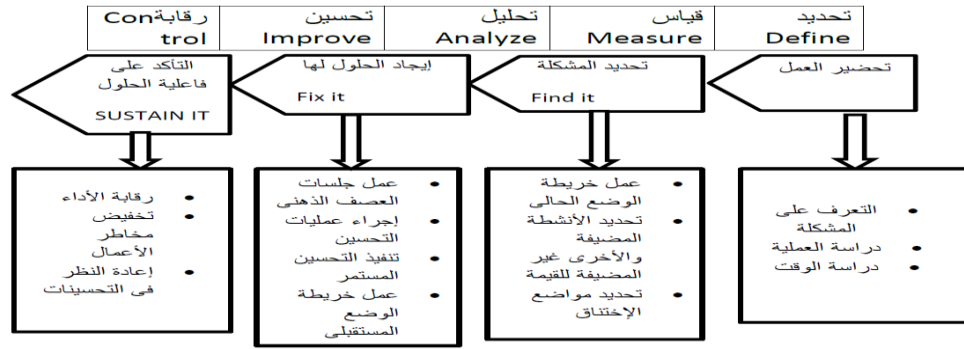 تحديد
Define
قياس
Measure
تحليل
Analyze
تحسين
Improve
رقابةCon
trol
تحضير العمل
تحديد المشكلة
Find it
إيجاد الحلول لها
Fix it
التأكد على
فاعلية الحلول
SUSTAIN IT
• التعرف على
المشكلة
• دراسة العملية
• دراسة الوقت
• عمل خريطة
الوضع الحالى
• تحديد الأنشطة
المضيفة
والأخرى غير
المضيفة للقيمة
• تحديد مواضع
الإختناق
• عمل جلسات
العصف الذهنى
• إجراء عمليات
التحسين
• تنفيذ التحسين
المستمر
• عمل خريطة
الوضع
المستقبلى
• رقابة الأداء
• تخفيض
مخاطر
الأعمال
• إعادة النظر
فى التحسينات